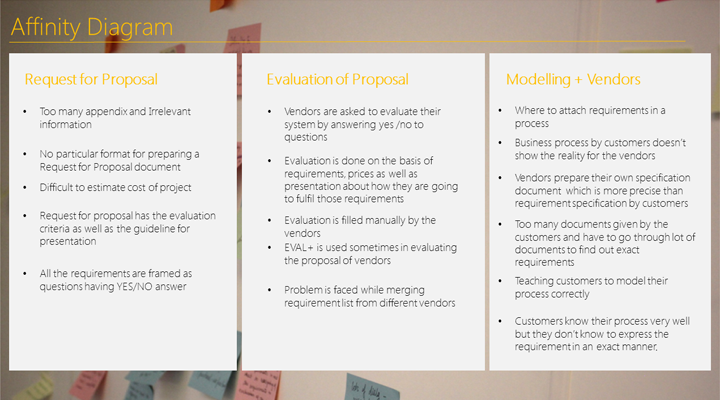 Affinity Diagram
Request for Proposal
• Too many appendix and Irrelevant
information
• No particular format for preparing a
Request for Proposal document
• Difficult to estimate cost of project
• Request for proposal has the evaluation
criteria as well as the guideline for
presentation
• All the requirements are framed as
questions having YES/NO answer
Evaluation of Proposal
• Vendors are asked to evaluate their
system by answering yes /no to
questions
• Evaluation is done on the basis of
requirements, prices as well as
presentation about how they are going
to fulfil those requirements
• Evaluation is filled manually by the
vendors
• EVAL+ is used sometimes in evaluating
the proposal of vendors
• Problem is faced while merging
requirement list from different vendors
Modelling + Vendors
• Where to attach requirements in a
process
• Business process by customers doesn't
show the reality for the vendors
• Vendors prepare their own specification
document which is more precise than
requirement specification by customers
• Too many documents given by the
customers and have to go through lot of
documents to find out exact
requirements
• Teaching customers to model their
process correctly
• Customers know their process very well
but they don't know to express the
requirement in an exact manner.